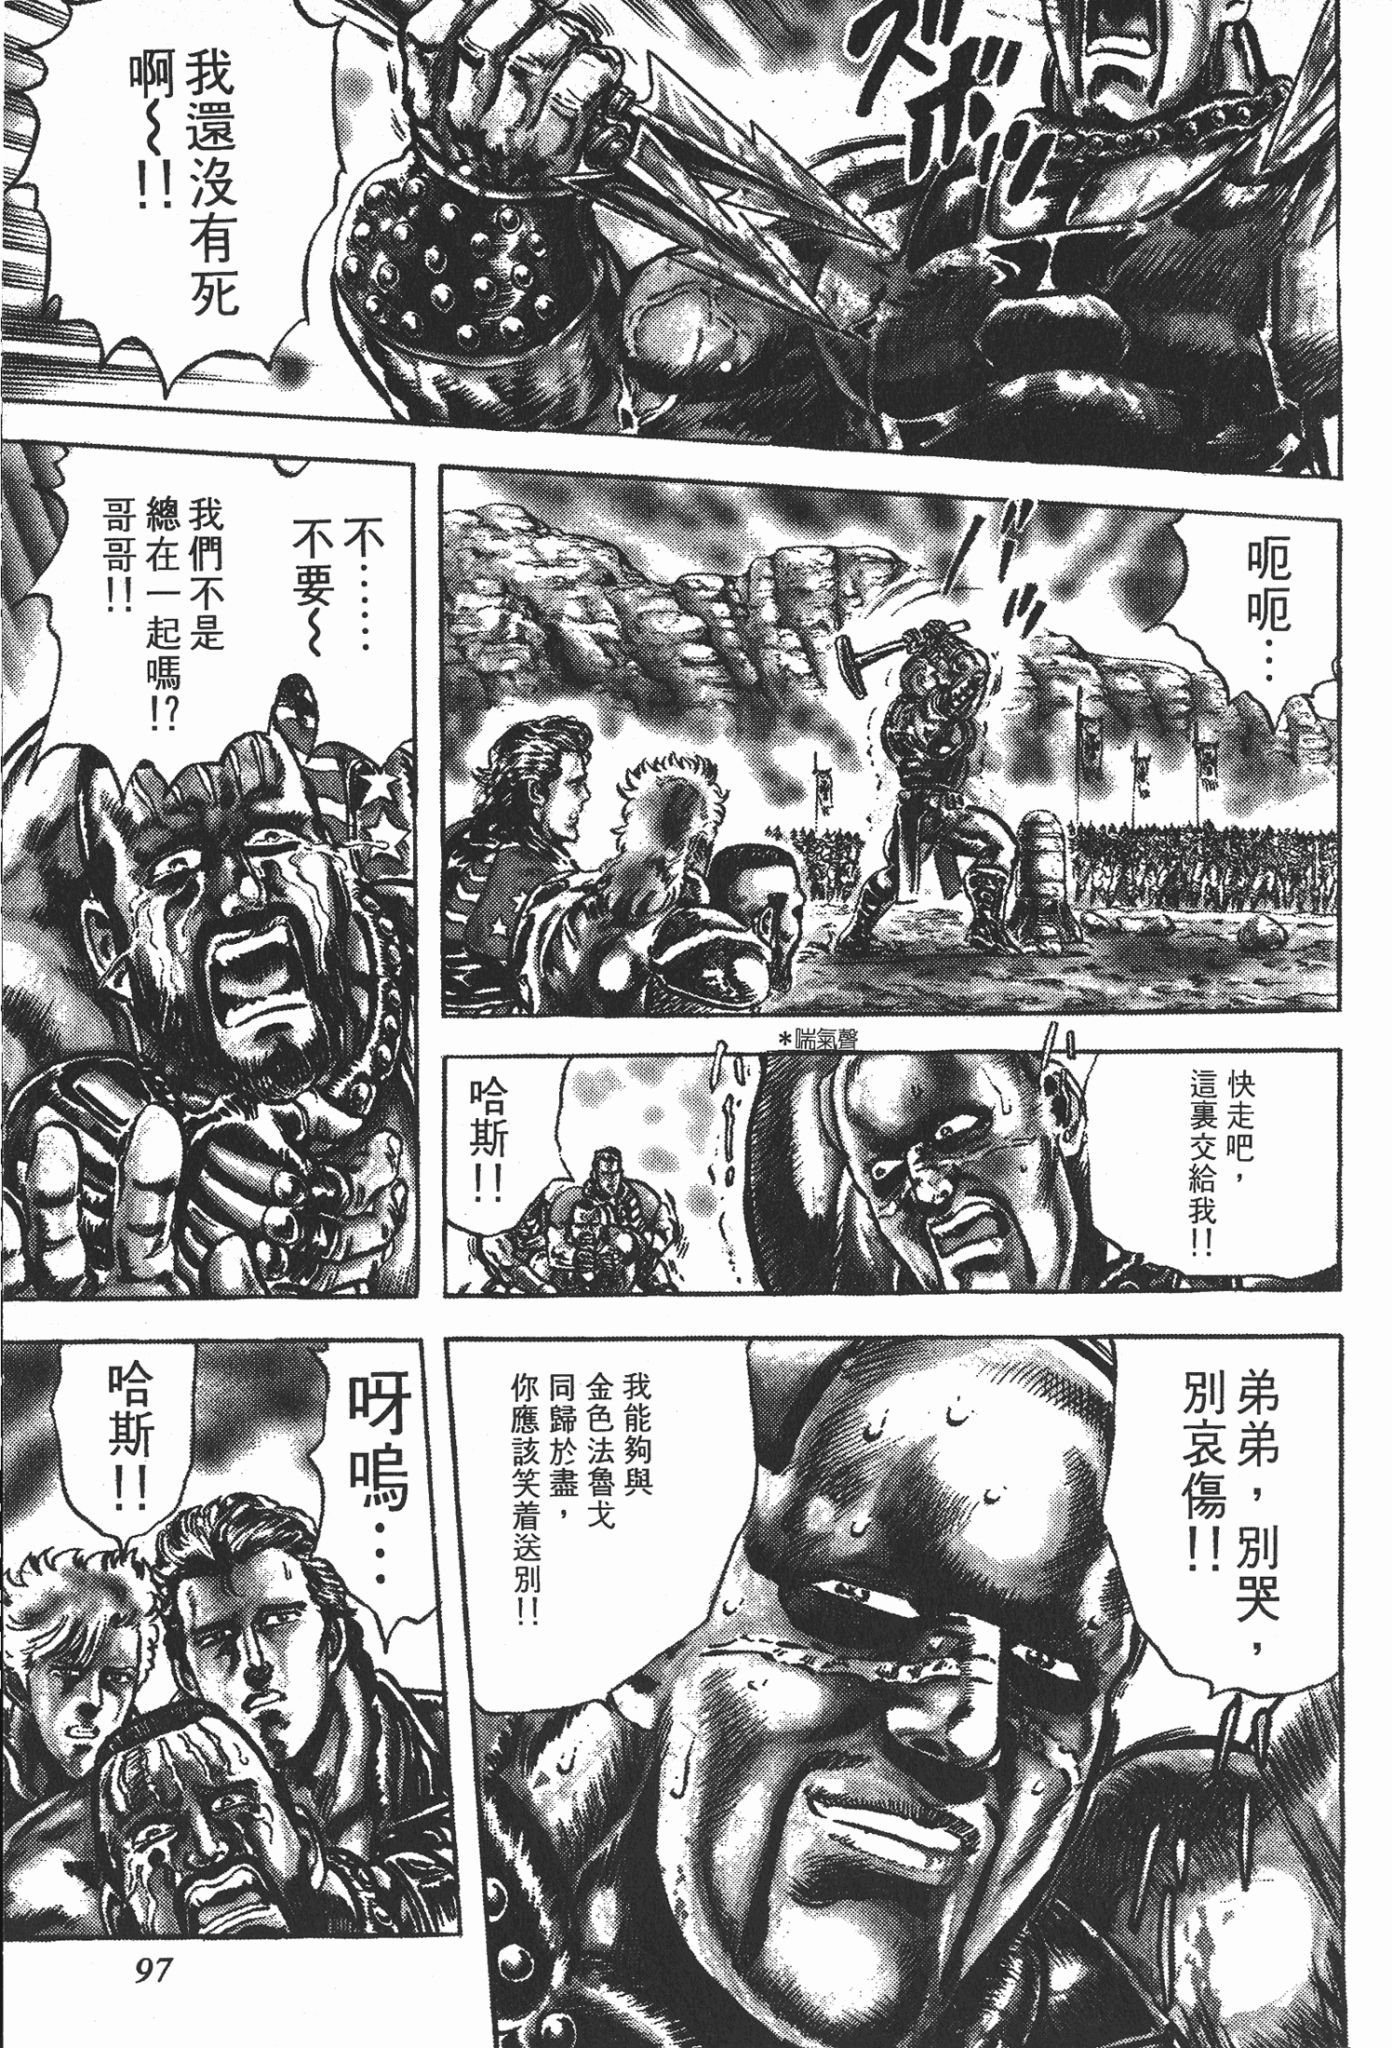 ズボッ
我還沒有死
啊～!!
呃呃…
不……
不要～
我們不是
總在一起嗎!?
哥哥!!
快走吧，
這裏交給我!!
*喘氣聲
哈斯!!
弟弟，別哭，
別哀傷!!
我能夠與
金色法魯戈
同歸於盡，
你應該笑着送別!!
呀嗚…
哈斯!!
97